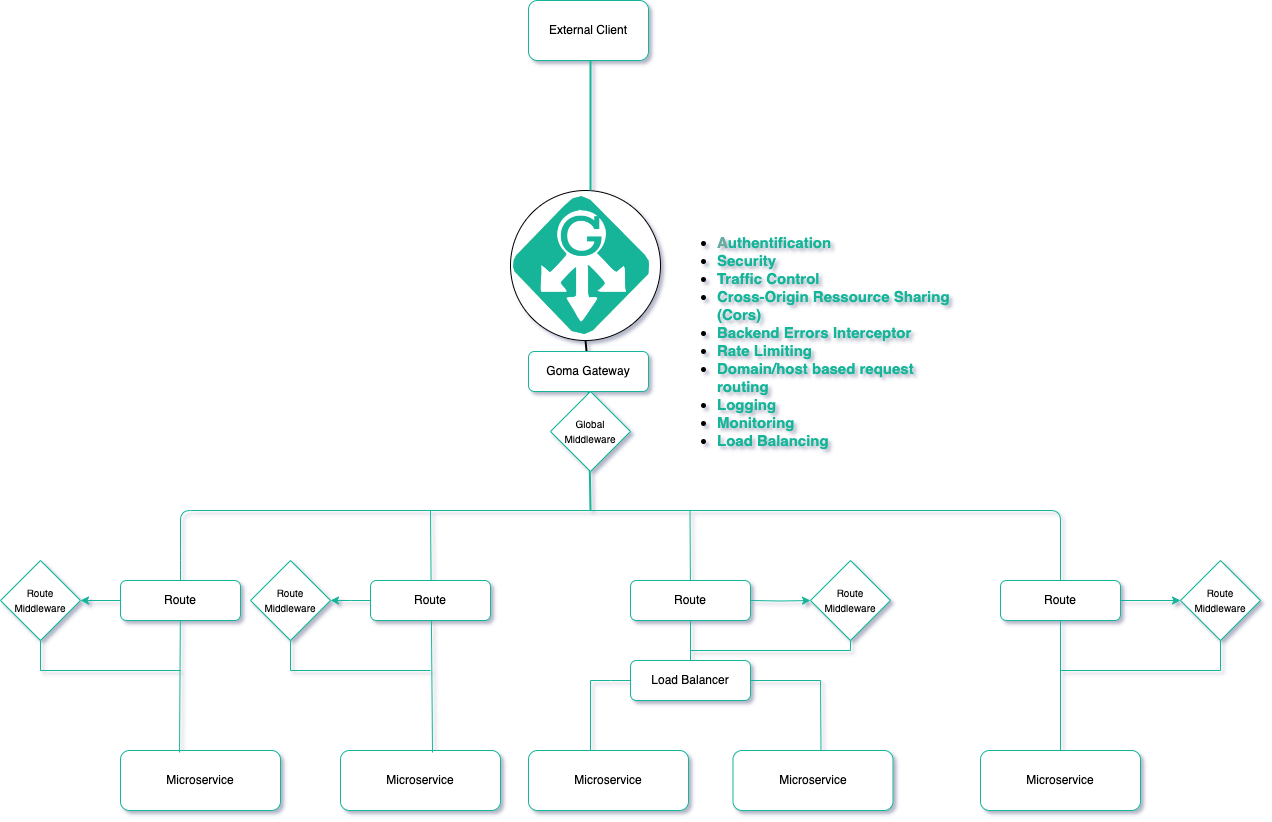 External Client
G
Authentification
Security
Traffic Control
Cross-Origin Ressource Sharing
(Cors)
Backend Errors Interceptor
Rate Limiting
Domain/host based request
routing
Logging
Monitoring
Load Balancing
Goma Gateway
Global
Middleware
Route
Middleware
Route
Route
Middleware
Route
Route
Route
Middleware
Route
Route
Middleware
Load Balancer
Microservice
Microservice
Microservice
Microservice
Microservice